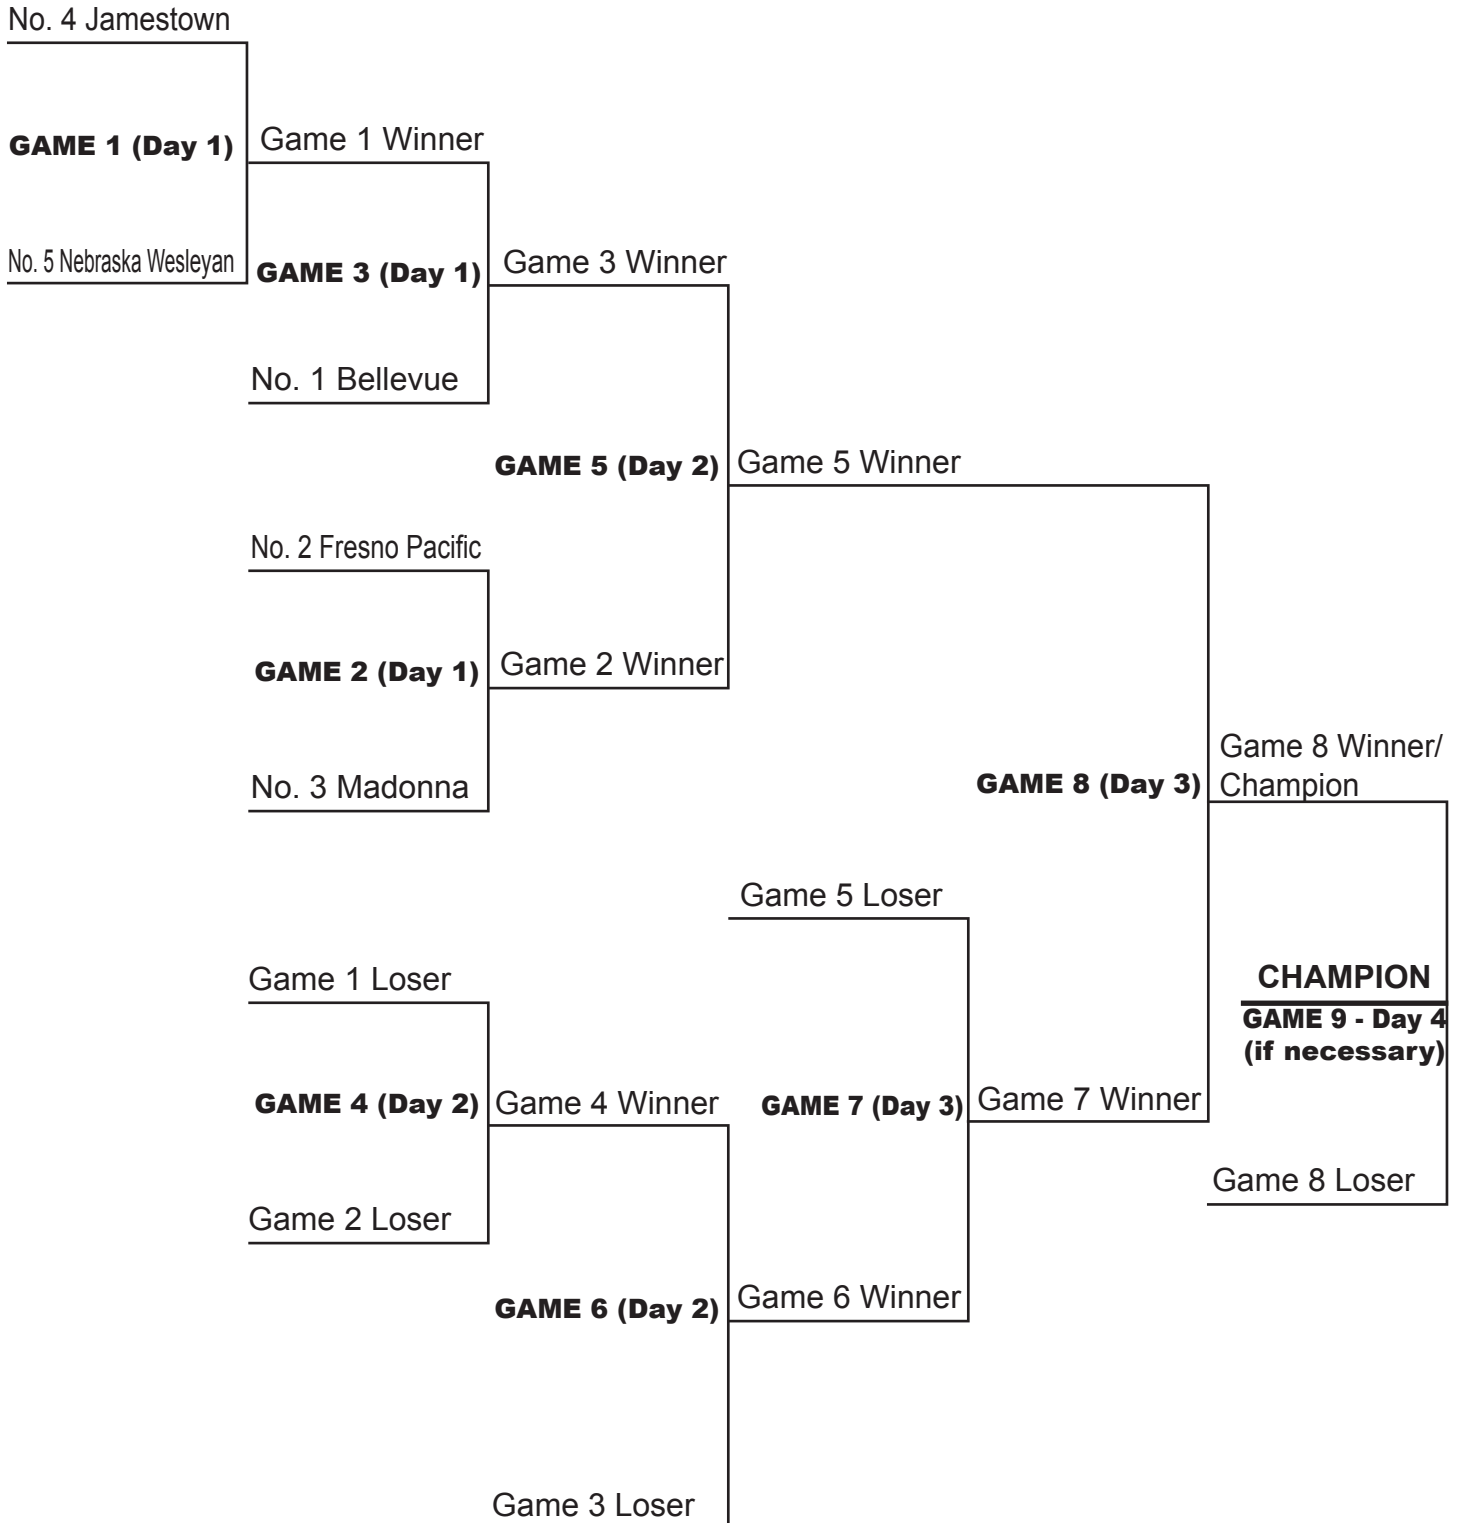 No. 4 Jamestown
GAME 1 (Day 1)
Game 1 Winner
No. 5 Nebraska Wesleyan
GAME 3 (Day 1)
Game 3 Winner
No. 1 Bellevue
GAME 5 (Day 2)
Game 5 Winner
No. 2 Fresno Pacific
GAME 2 (Day 1)
Game 2 Winner
No. 3 Madonna
GAME 8 (Day 3)
Game 8 Winner/
Champion
Game 5 Loser
Game 1 Loser
CHAMPION
GAME 9 - Day 4
(if necessary)
GAME 4 (Day 2)
Game 4 Winner
GAME 7 (Day 3)
Game 7 Winner
Game 8 Loser
Game 2 Loser
GAME 6 (Day 2)
Game 6 Winner
Game 3 Loser